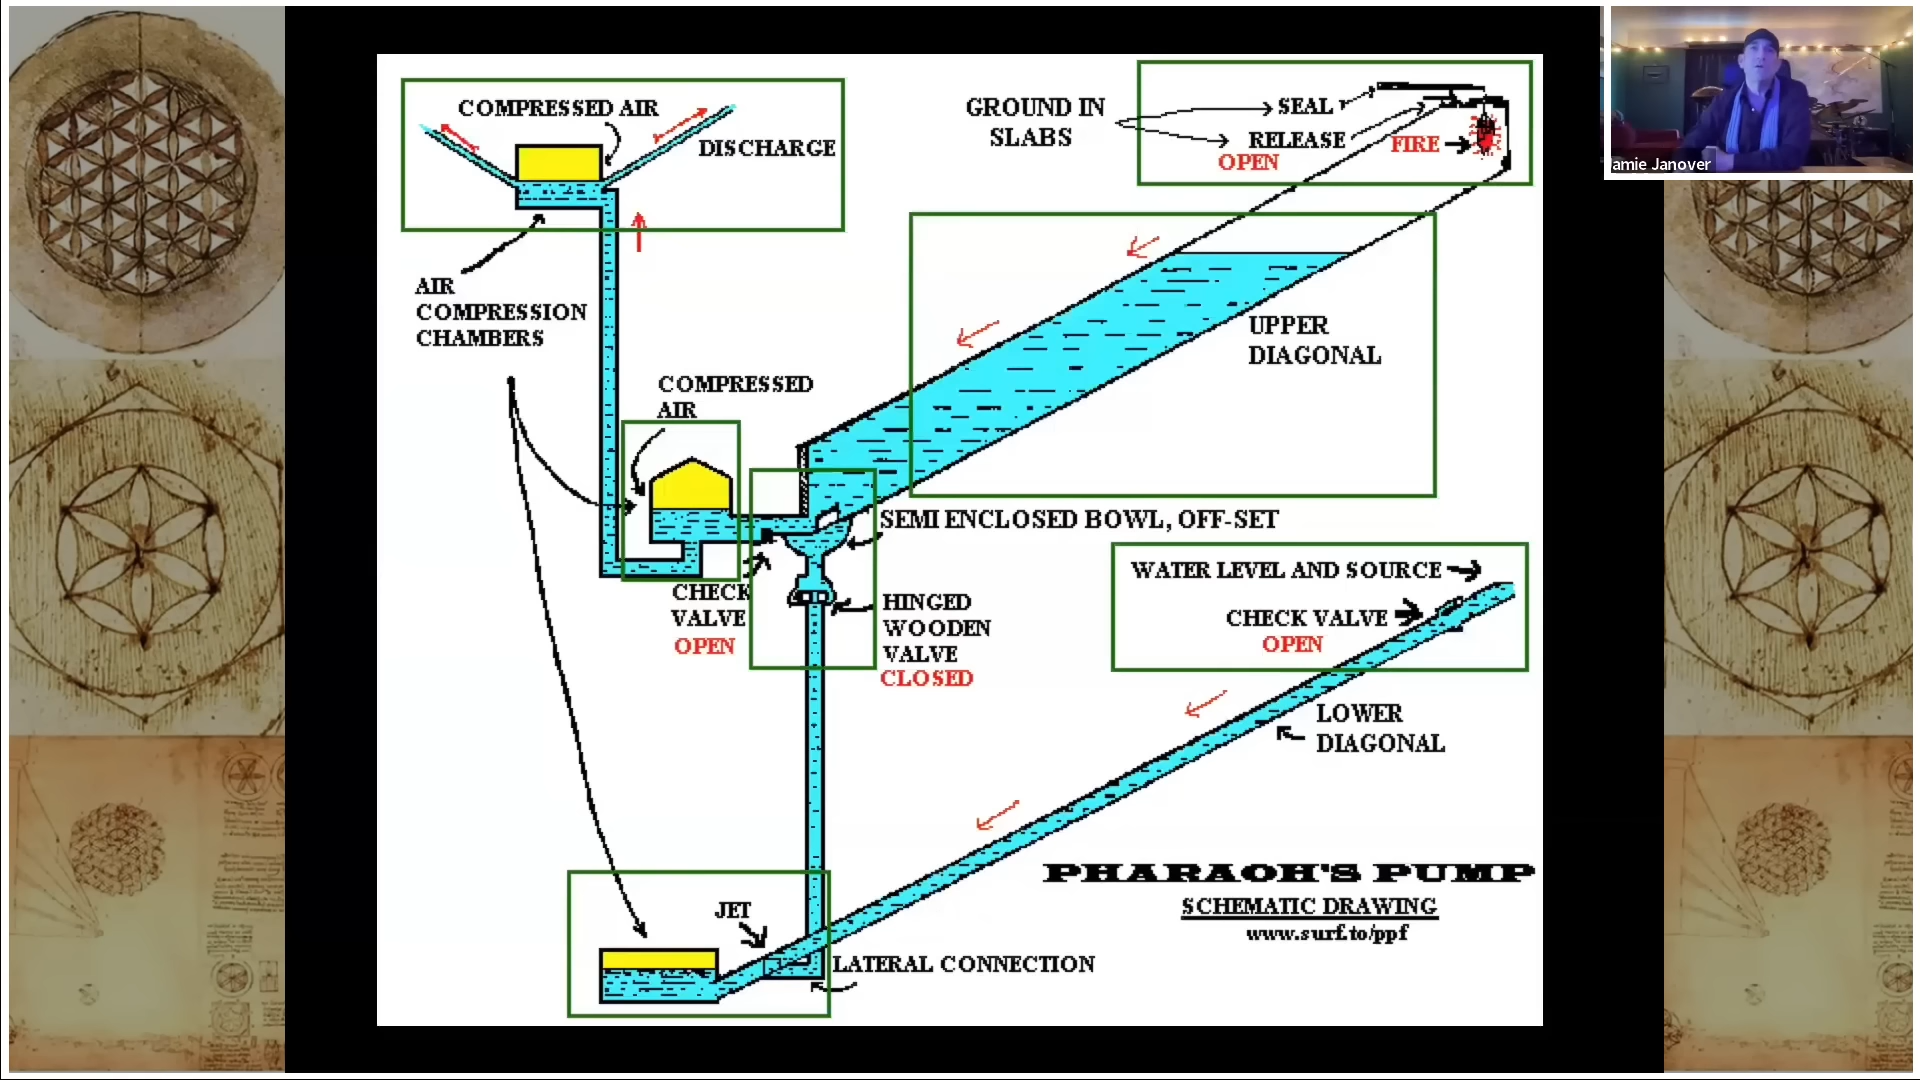 COMPRESSED AIR
DISCHARGE
AIR
COMPRESSION
CHAMBERS
GROUND IN
SLABS
SEAL
RELEASE
OPEN
FIRE
amie Janover
UPPER
DIAGONAL
COMPRESSED
AIR
SEMI ENCLOSED BOWL, OFF-SET
CHECK
VALVE
OPEN
HINGED
WOODEN
VALVE
CLOSED
WATER LEVEL AND SOURCE
CHECK VALVE
OPEN
LOWER
DIAGONAL
JET
LATERAL CONNECTION
PHARAOH'S PUMP
SCHEMATIC DRAWING
www.surf.to/ppf